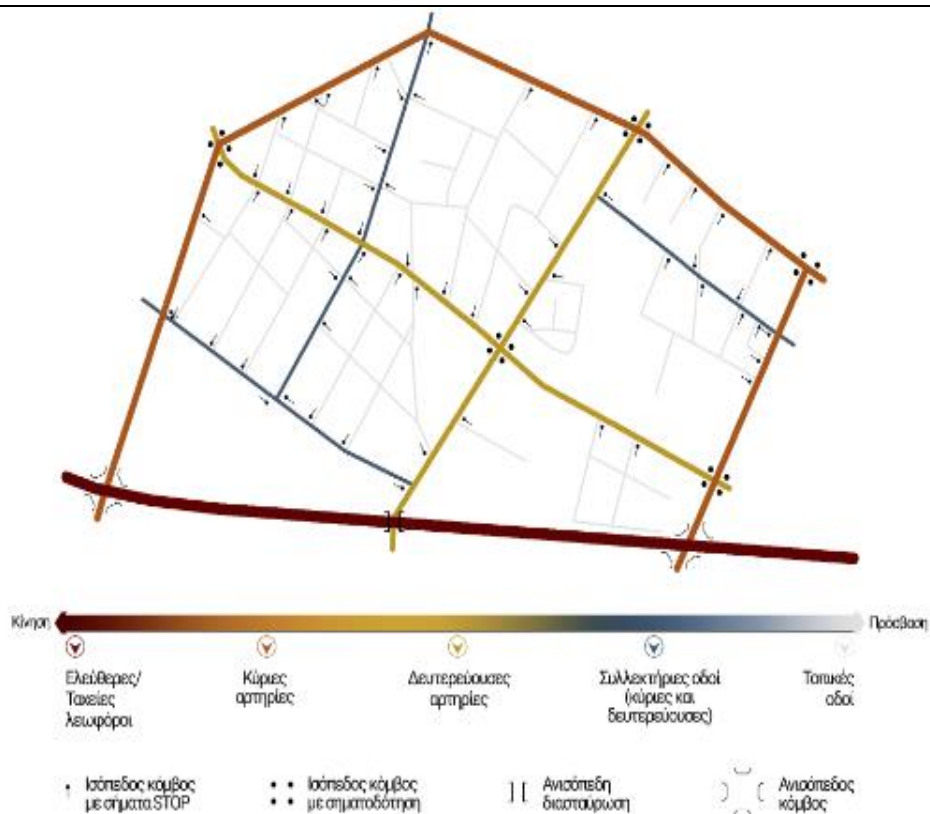 Κίνηση
Πρόσβαση
Ελεύθερες/
Ταχείες
λεωφόροι
Κύριες
αρτηρίες
Δευτερεύουσες
αρτηρίες
Συλλεκτήριες οδοί
(κύριες και
δευτερεύουσες)
Τοπικές
οδοί
Ισόπεδος κόμβος
με σήματα STOP
Ισόπεδος κόμβος
με σηματοδότηση
Ανισόπεδη
διασταύρωση
Ανισόπεδος
κόμβος